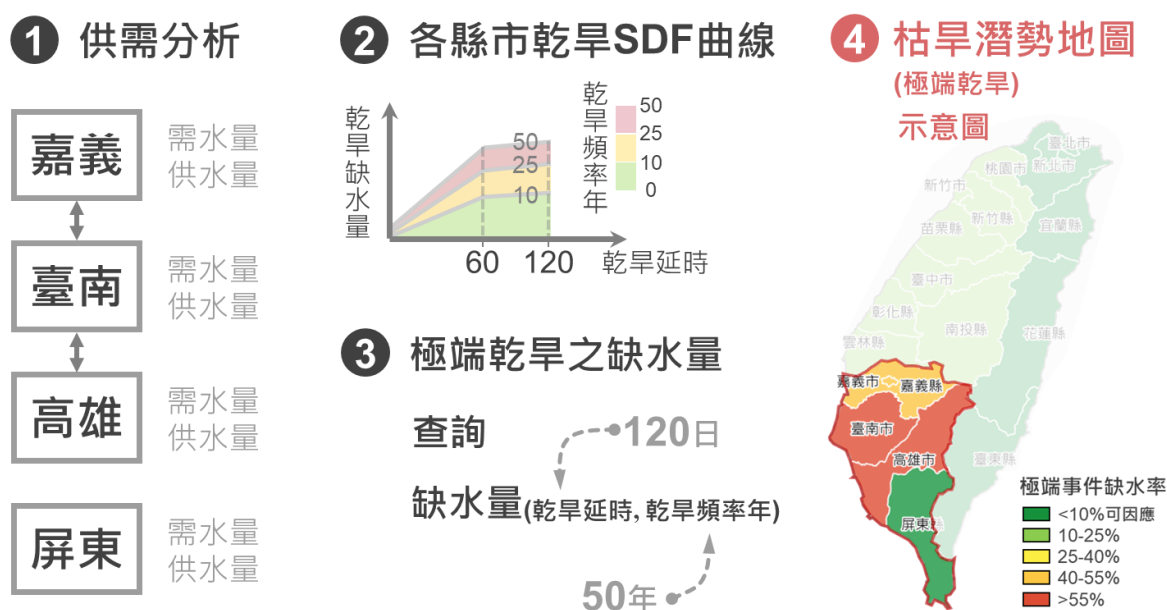 1 供需分析
嘉義
需水量
供水量
臺南
需水量
供水量
高雄
需水量
供水量
屏東
需水量
供水量
2 各縣市乾旱SDF曲線
乾旱缺水量
50
25
10
60
120
乾旱延時
乾旱頻率年
50
25
10
0
3 極端乾旱之缺水量
查詢
120日
缺水量(乾旱延時, 乾旱頻率年)
50年
4 枯旱潛勢地圖
(極端乾旱)
示意圖
臺北市
新北市
桃園市
新竹市
新竹縣
宜蘭縣
苗栗縣
臺中市
彰化縣
南投縣
花蓮縣
雲林縣
嘉義市
嘉義縣
臺南市
高雄市
臺東縣
屏東縣
極端事件缺水率
<10%可因應
10-25%
25-40%
40-55%
>55%